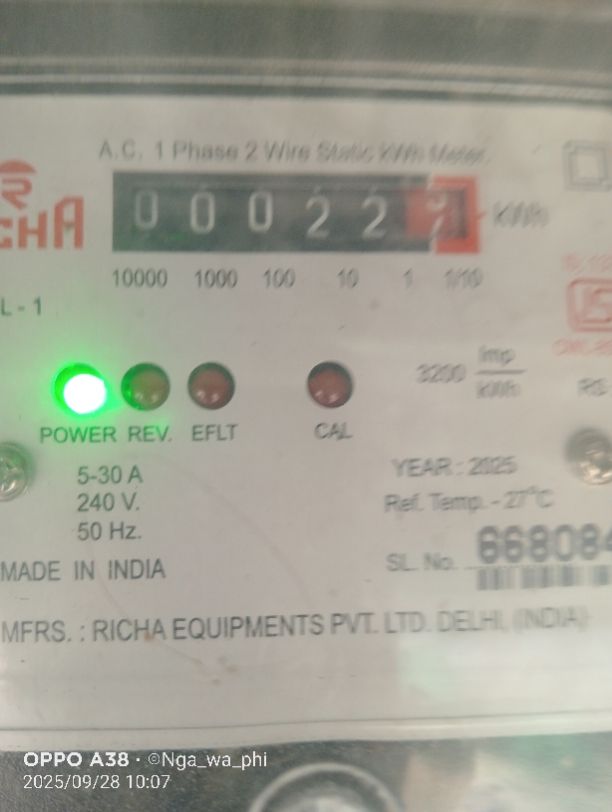 A.C. 1 Phase 2 Wire Static kWh Meter.
RICHA
0 0 0 2 2
kWh
10000 1000 100 10 1 1/10
L - 1
3200 Imp
kWh
POWER REV. EFLT CAL
5-30 A
240 V.
50 Hz.
YEAR : 2025
Ref. Temp. - 27°C
MADE IN INDIA
SL. No. 668084
MFRS. : RICHA EQUIPMENTS PVT. LTD. DELHI, (INDIA)
OPPO A38 · ©Nga_wa_phi
2025/09/28 10:07